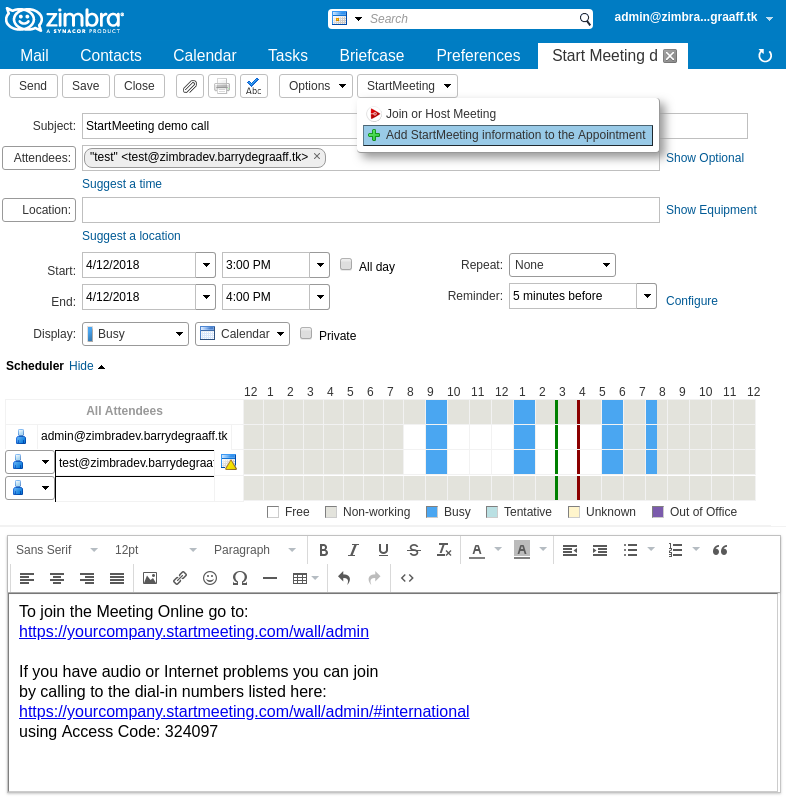 zimbra
A SYNACOR PRODUCT
Search
admin@zimbra...graaff.tk
Mail Contacts Calendar Tasks Briefcase Preferences Start Meeting d
Send Save Close Abc Options StartMeeting
Join or Host Meeting
Add StartMeeting information to the Appointment
Subject: StartMeeting demo call
Attendees: "test" <test@zimbradev.barrydegraaff.tk> × Show Optional
Suggest a time
Location: Show Equipment
Suggest a location
Start: 4/12/2018 3:00 PM All day Repeat: None
End: 4/12/2018 4:00 PM Reminder: 5 minutes before Configure
Display: Busy Calendar Private
Scheduler Hide
12 1 2 3 4 5 6 7 8 9 10 11 12 1 2 3 4 5 6 7 8 9 10 11 12
All Attendees
admin@zimbradev.barrydegraaff.tk
test@zimbradev.barrydegraaf
Free Non-working Busy Tentative Unknown Out of Office
Sans Serif 12pt Paragraph B I U S Tx A A
To join the Meeting Online go to:
https://yourcompany.startmeeting.com/wall/admin
If you have audio or Internet problems you can join
by calling to the dial-in numbers listed here:
https://yourcompany.startmeeting.com/wall/admin/#international
using Access Code: 324097